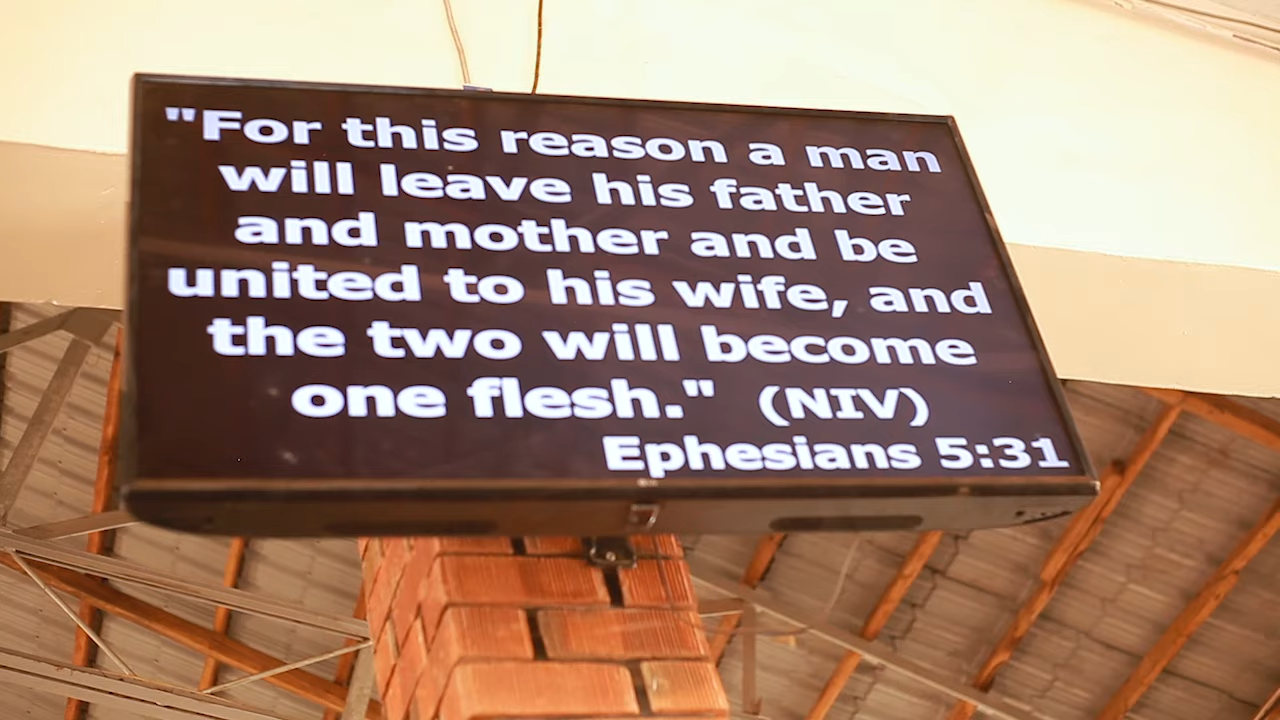 "For this reason a man
will leave his father
and mother and be
united to his wife, and
the two will become
one flesh." (NIV)
Ephesians 5:31